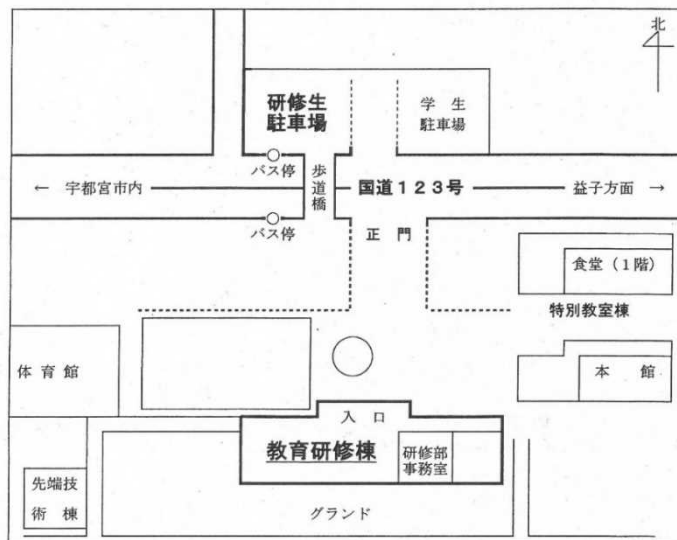 北
研修生
駐車場
学 生
駐車場
バス停
歩道橋
← 宇都宮市内
国道123号
益子方面 →
バス停
正 門
食堂(1階)
特別教室棟
体 育 館
本 館
入 口
教育研修棟
研修部
事務室
先端技
術 棟
グランド